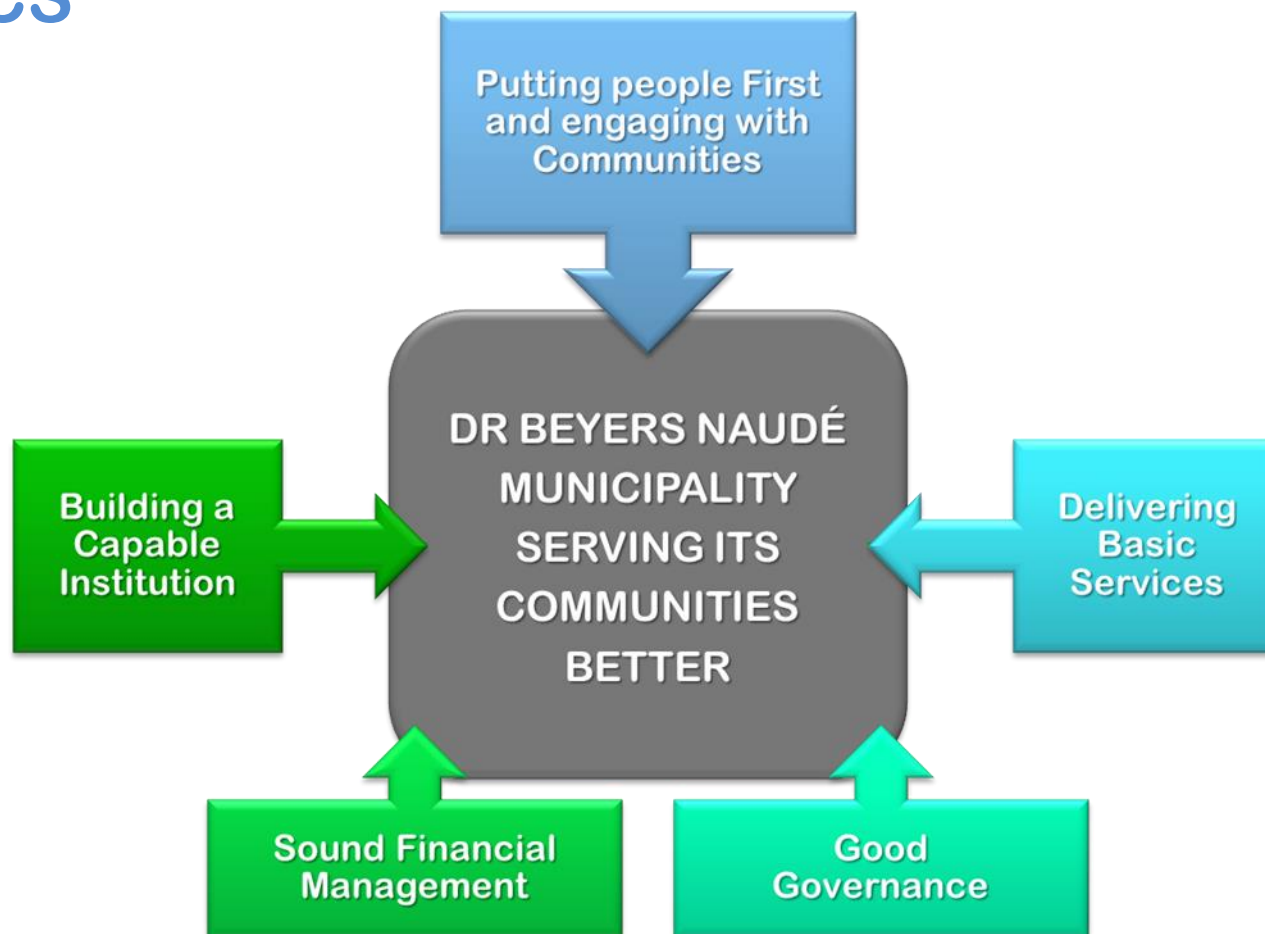 Putting people First
and engaging with
Communities
DR BEYERS NAUDÉ
MUNICIPALITY
SERVING ITS
COMMUNITIES
BETTER
Building a
Capable
Institution
Delivering
Basic
Services
Sound Financial
Management
Good
Governance